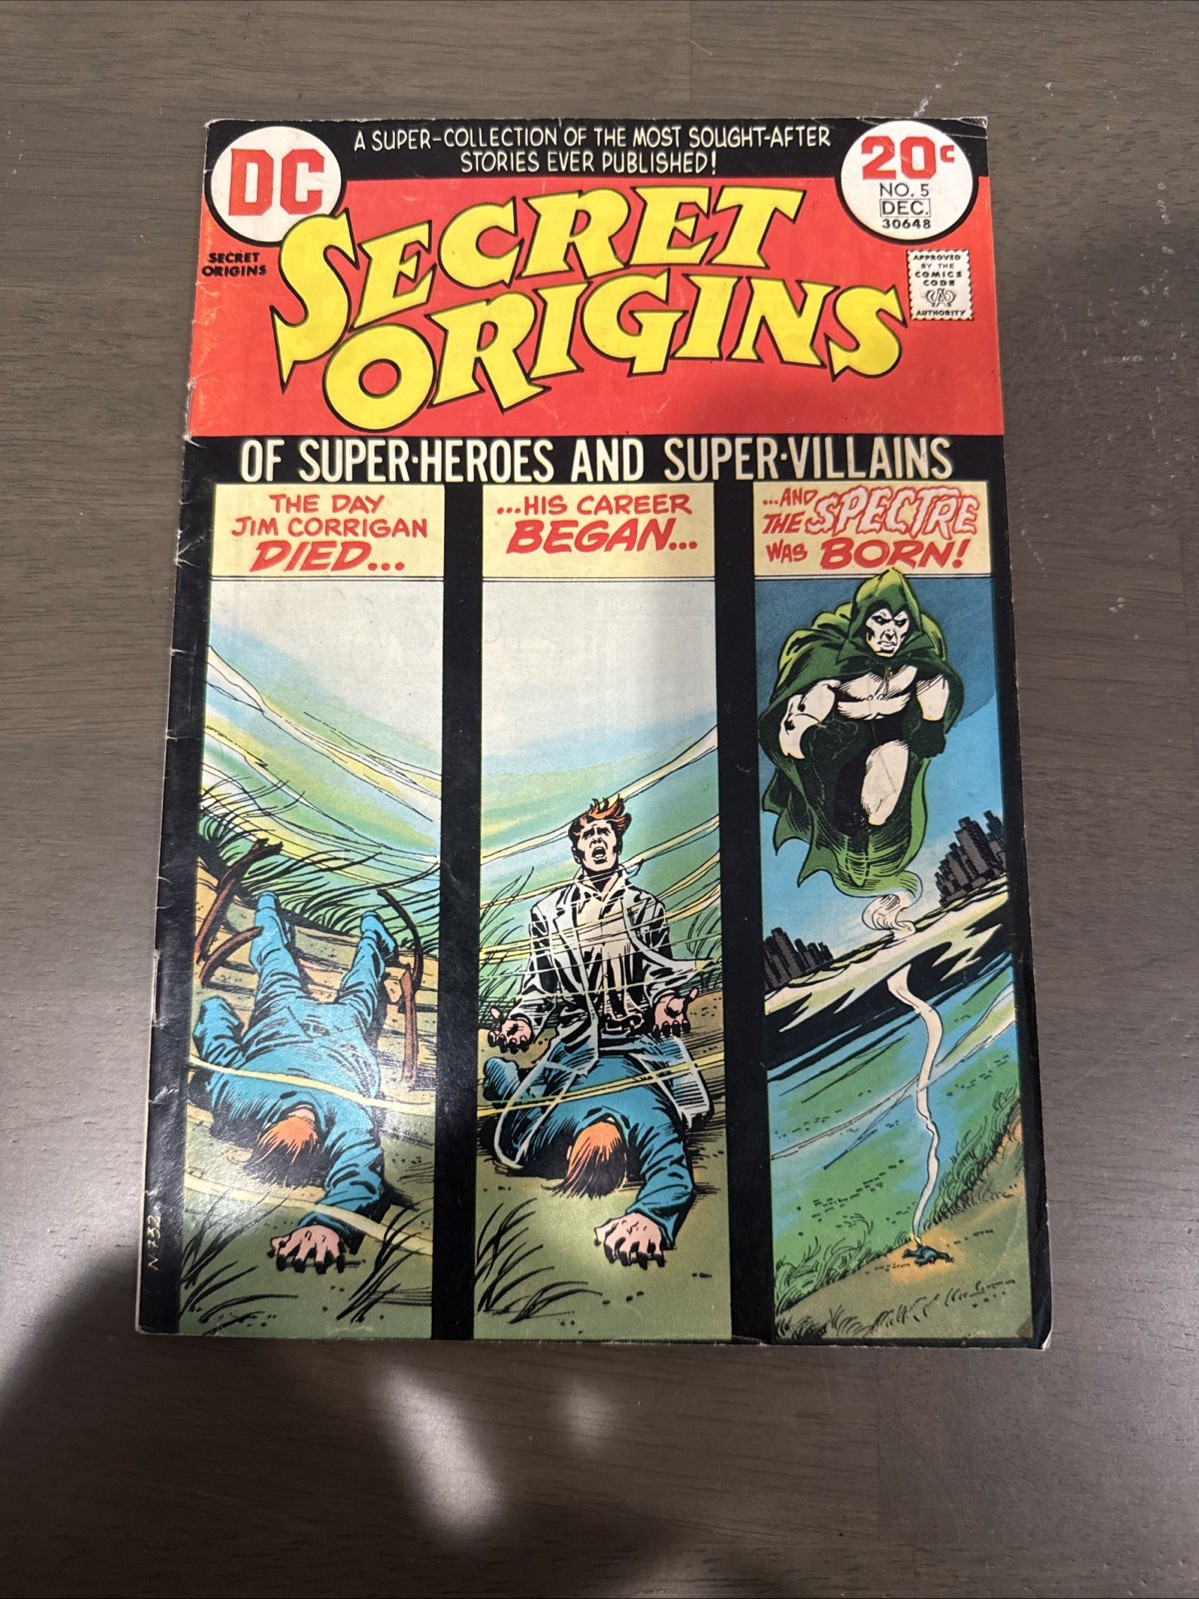 DC
A SUPER-COLLECTION OF THE MOST SOUGHT-AFTER
STORIES EVER PUBLISHED!
20¢
NO. 5
DEC.
30648
SECRET
ORIGINS
SECRET
ORIGINS
APPROVED
BY THE
COMICS
CODE
CA
AUTHORITY
OF SUPER-HEROES AND SUPER-VILLAINS
THE DAY
JIM CORRIGAN
DIED...
...HIS CAREER
BEGAN...
...AND
THE SPECTRE
WAS BORN!
N-732